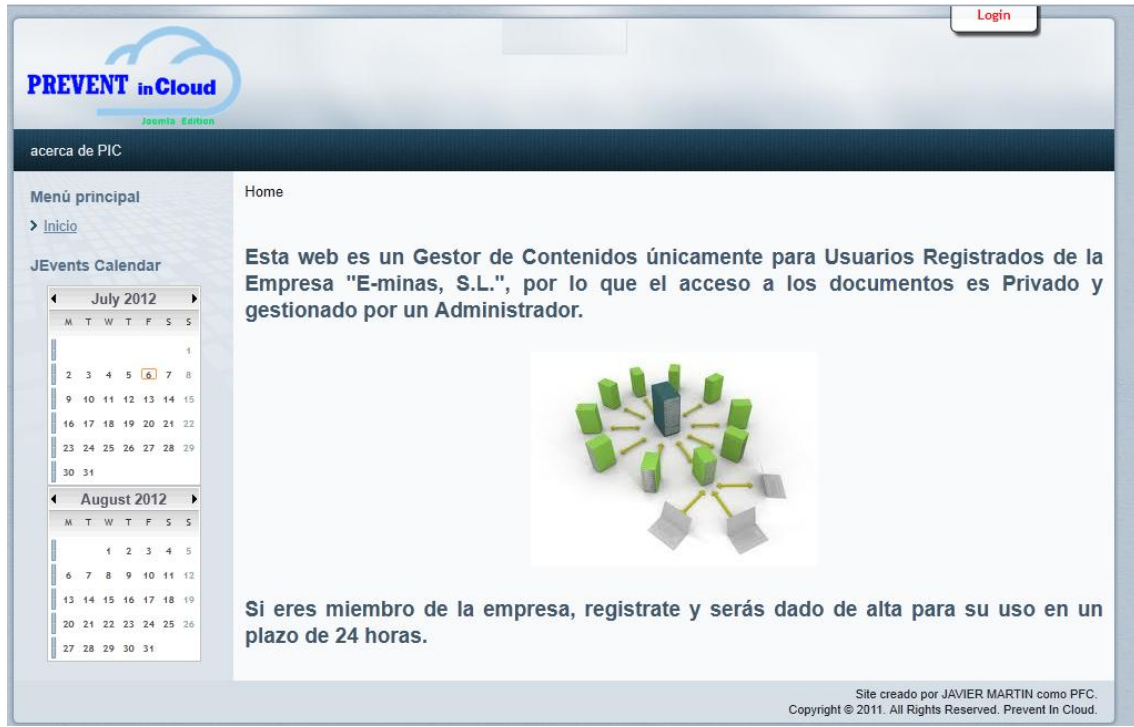 Login
PREVENT in Cloud
Joomla Edition
acerca de PIC
Menú principal
Inicio
JEvents Calendar
July 2012
M T W T F S S
1
2 3 4 5 6 7 8
9 10 11 12 13 14 15
16 17 18 19 20 21 22
23 24 25 26 27 28 29
30 31
August 2012
M T W T F S S
1 2 3 4 5
6 7 8 9 10 11 12
13 14 15 16 17 18 19
20 21 22 23 24 25 26
27 28 29 30 31
Home
Esta web es un Gestor de Contenidos únicamente para Usuarios Registrados de la
Empresa "E-minas, S.L.", por lo que el acceso a los documentos es Privado y
gestionado por un Administrador.
Si eres miembro de la empresa, registrate y serás dado de alta para su uso en un
plazo de 24 horas.
Site creado por JAVIER MARTIN como PFC.
Copyright © 2011. All Rights Reserved. Prevent In Cloud.